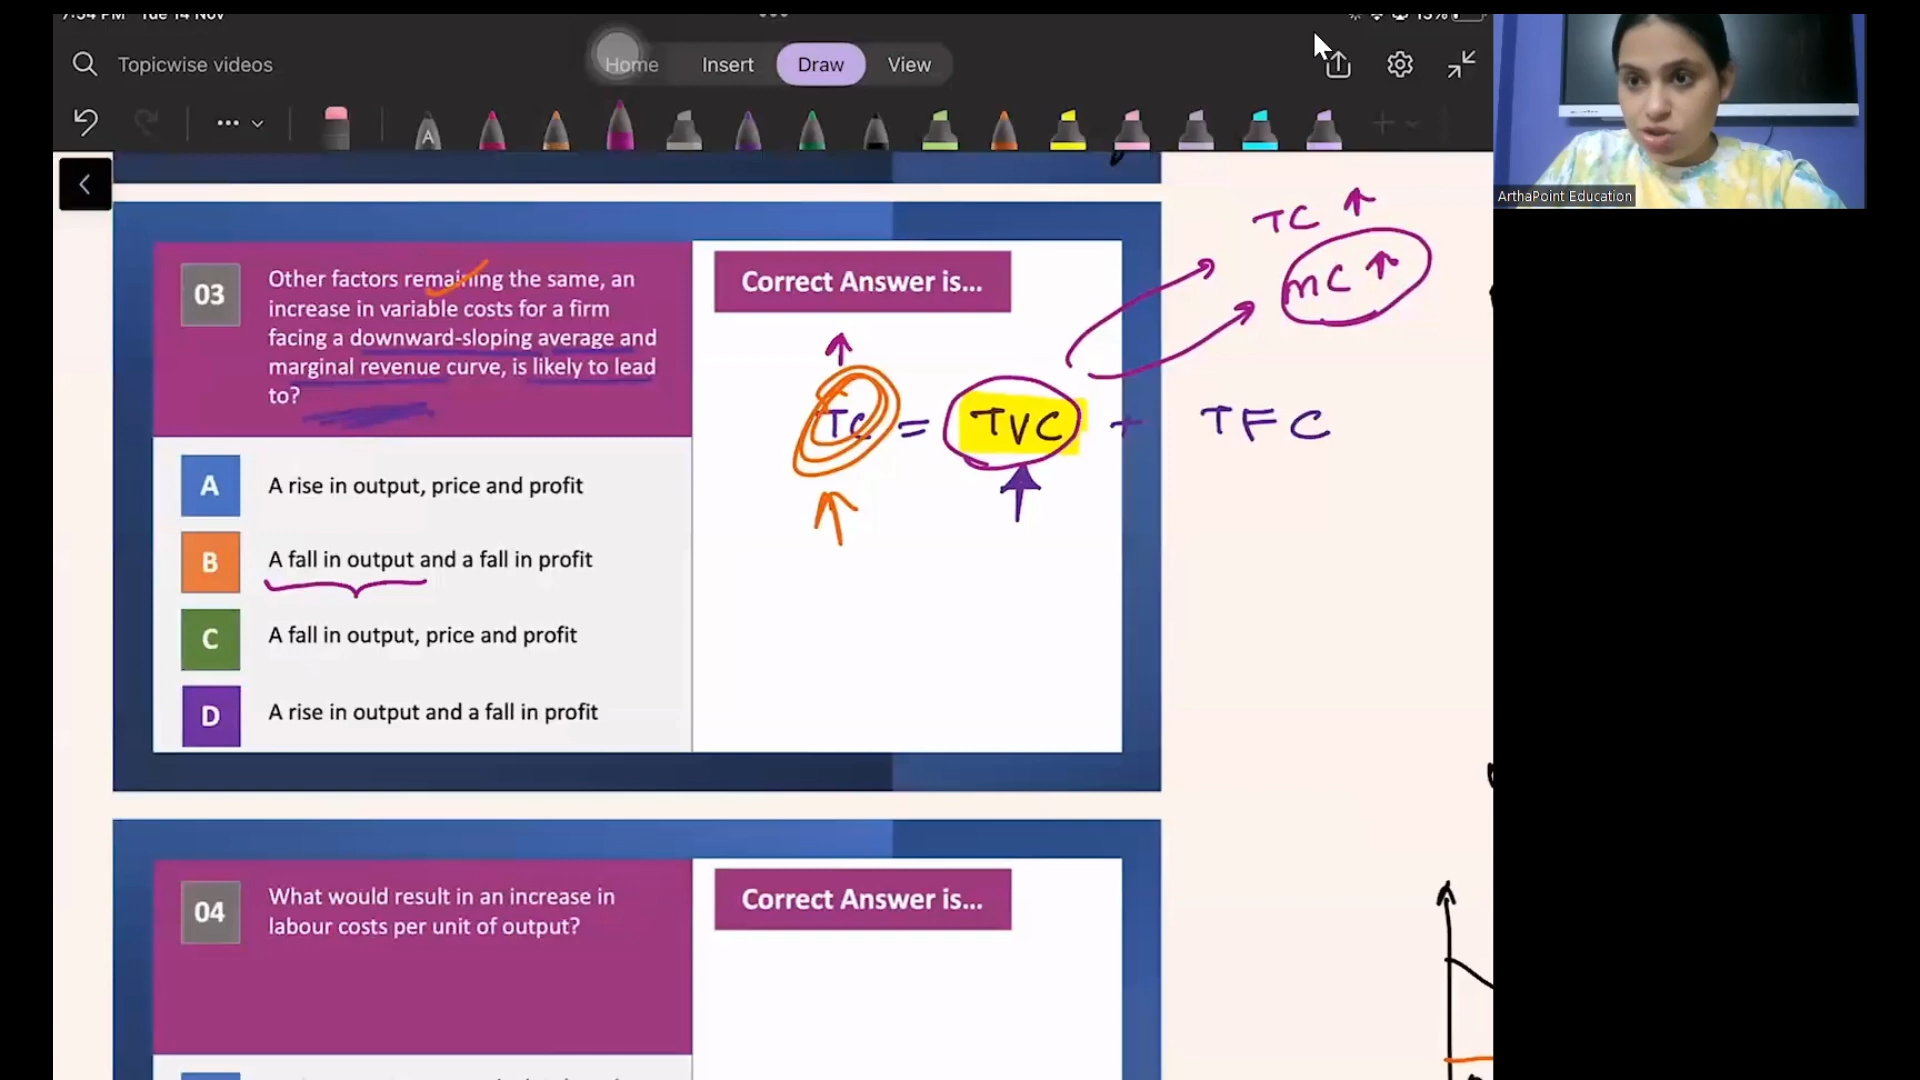 Tue 14 Nov
13%
Topicwise videos
Home
Insert
Draw
View
A
ArthaPoint Education
03
Other factors remaining the same, an
increase in variable costs for a firm
facing a downward-sloping average and
marginal revenue curve, is likely to lead
to?
Correct Answer is...
TC ↑
MC ↑
↑
TC = TVC + TFC
↑
↑
A
A rise in output, price and profit
B
A fall in output and a fall in profit
C
A fall in output, price and profit
D
A rise in output and a fall in profit
04
What would result in an increase in
labour costs per unit of output?
Correct Answer is...